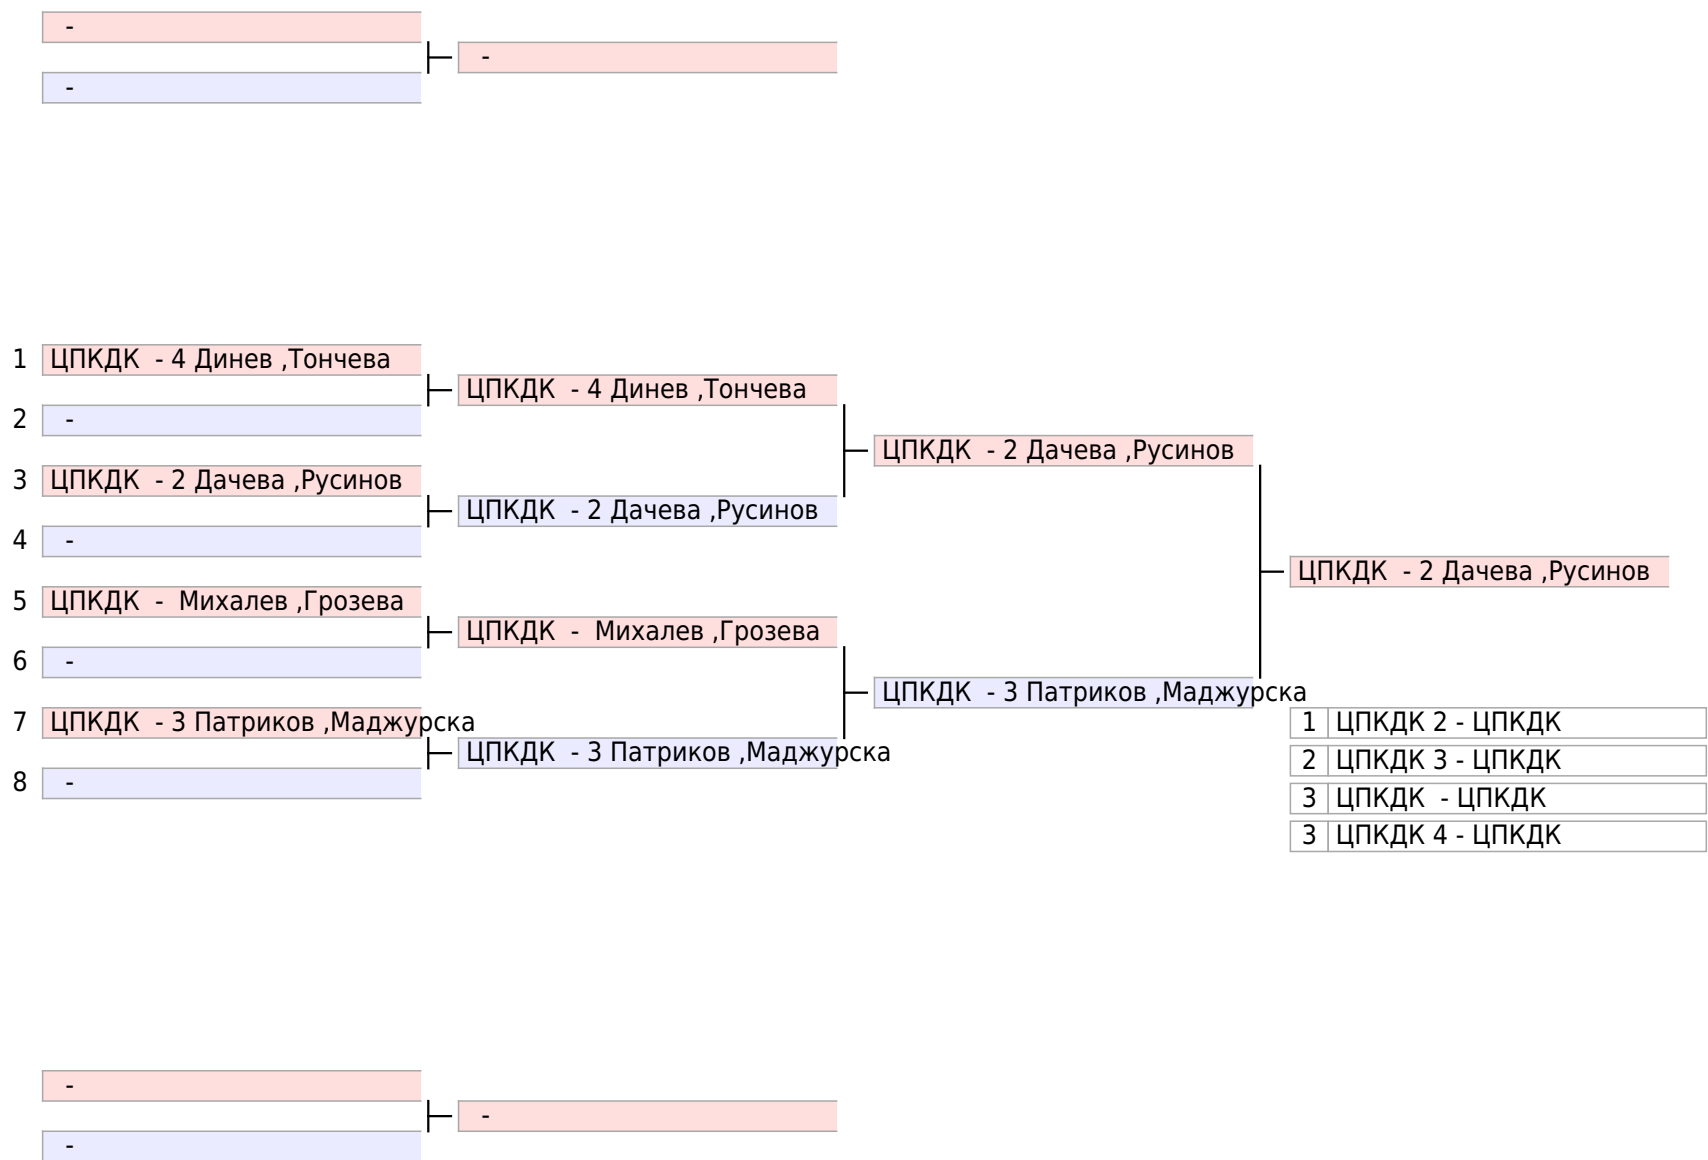 -
-
-
1 ЦПКДК - 4 Динев ,Тончева
ЦПКДК - 4 Динев ,Тончева
2 -
ЦПКДК - 2 Дачева ,Русинов
3 ЦПКДК - 2 Дачева ,Русинов
ЦПКДК - 2 Дачева ,Русинов
4 -
ЦПКДК - 2 Дачева ,Русинов
5 ЦПКДК - Михалев ,Грозева
ЦПКДК - Михалев ,Грозева
6 -
ЦПКДК - 3 Патриков ,Маджурска
7 ЦПКДК - 3 Патриков ,Маджурска
1 ЦПКДК 2 - ЦПКДК
ЦПКДК - 3 Патриков ,Маджурска
2 ЦПКДК 3 - ЦПКДК
8 -
3 ЦПКДК - ЦПКДК
3 ЦПКДК 4 - ЦПКДК
-
-
-